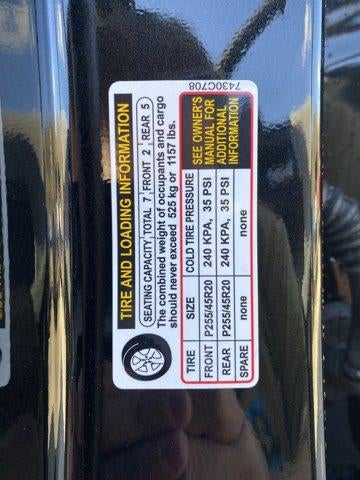 TIRE AND LOADING INFORMATION
SEATING CAPACITY TOTAL 7 FRONT 2 REAR 5
The combined weight of occupants and cargo
should never exceed 525 kg or 1157 lbs.
TIRE SIZE COLD TIRE PRESSURE
FRONT P255/45R20 240 KPA, 35 PSI
REAR P255/45R20 240 KPA, 35 PSI
SPARE none none
SEE OWNER'S
MANUAL FOR
ADDITIONAL
INFORMATION
7430C708